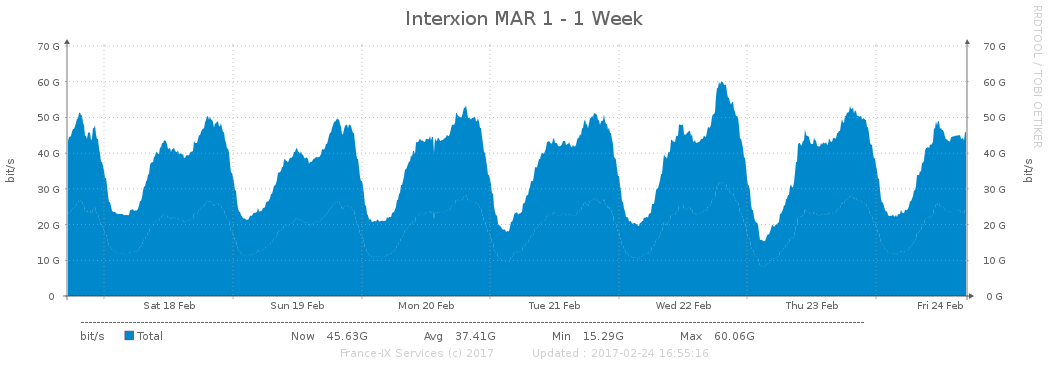 Interxion MAR 1 - 1 Week
RRDTOOL / TOBI OETIKER
70 G 70 G
60 G 60 G
50 G 50 G
40 G 40 G
30 G 30 G
20 G 20 G
10 G 10 G
0 0 G
bit/s bit/s
Sat 18 Feb Sun 19 Feb Mon 20 Feb Tue 21 Feb Wed 22 Feb Thu 23 Feb Fri 24 Feb
bit/s Total Now 45.63G Avg 37.41G Min 15.29G Max 60.06G
France-IX Services (c) 2017 Updated : 2017-02-24 16:55:16